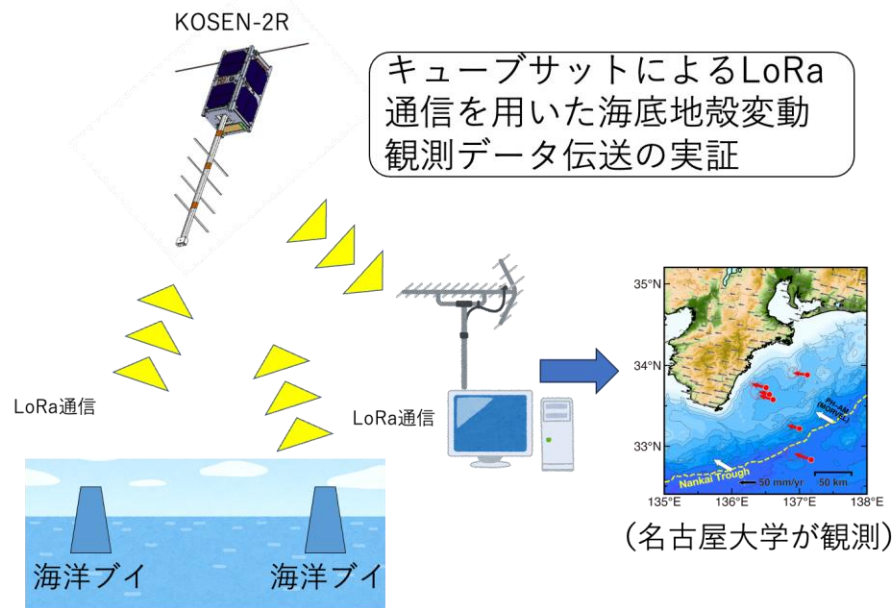 KOSEN-2R
キューブサットによるLoRa
通信を用いた海底地殻変動
観測データ伝送の実証
LoRa通信
LoRa通信
海洋ブイ
海洋ブイ
35°N
34°N
33°N
PH-AM
(MORVEL)
Nankai Trough
50 mm/yr
50 km
135°E
136°E
137°E
138°E
(名古屋大学が観測)